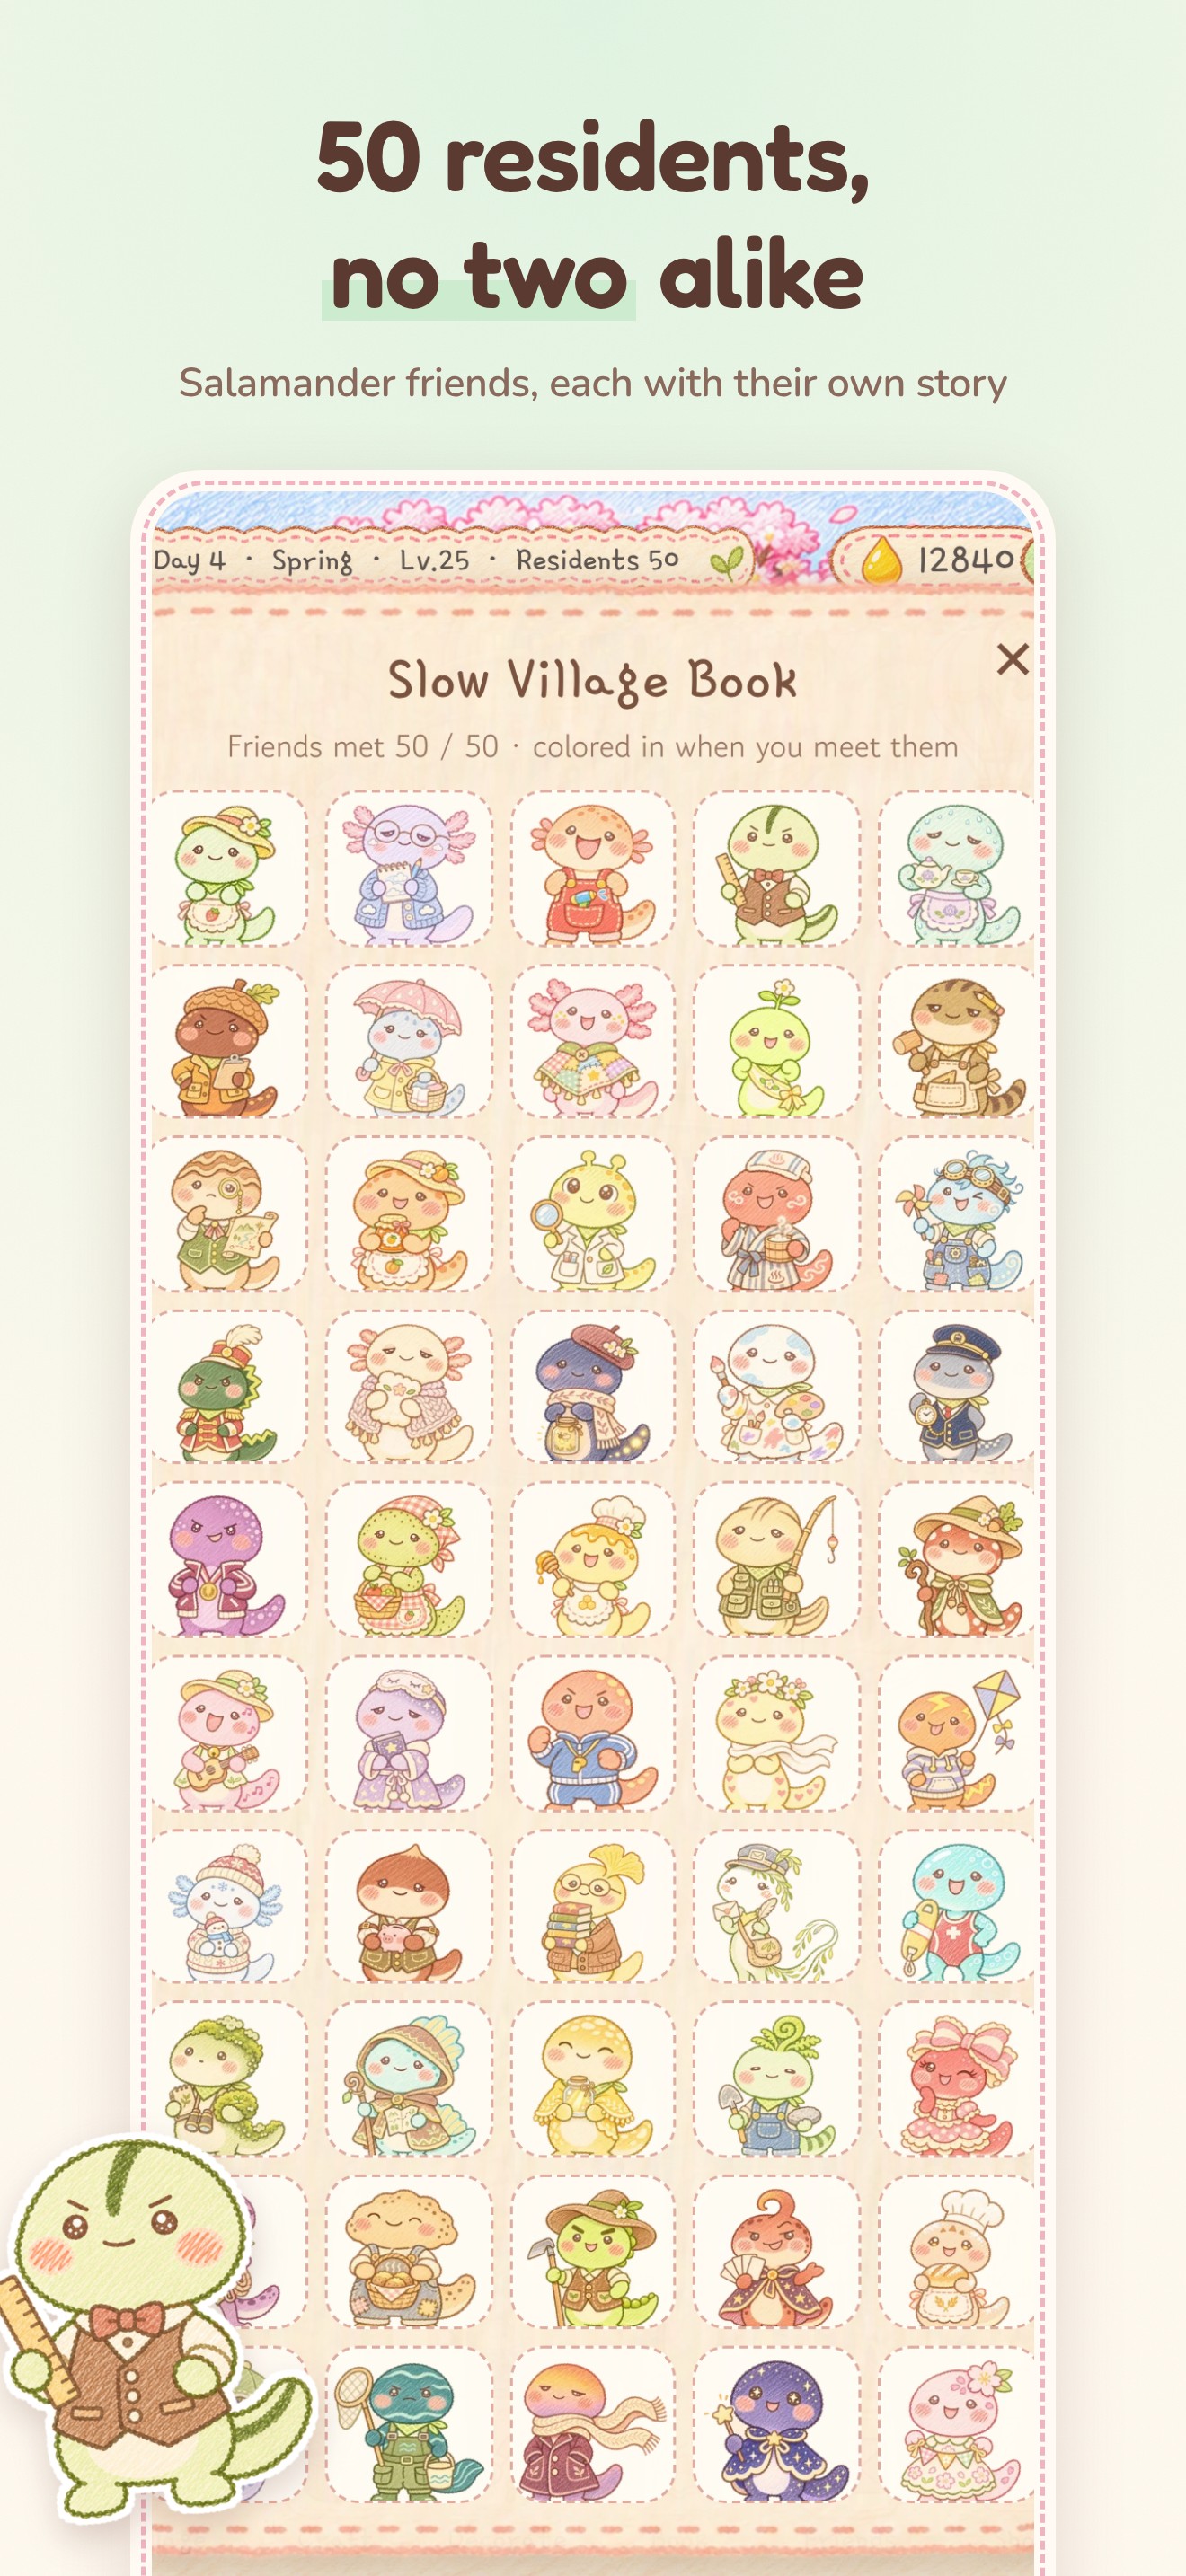 50 residents,
no two alike
Salamander friends, each with their own story
Day 4 · Spring · Lv.25 · Residents 50
12840
Slow Village Book
Friends met 50 / 50 · colored in when you meet them